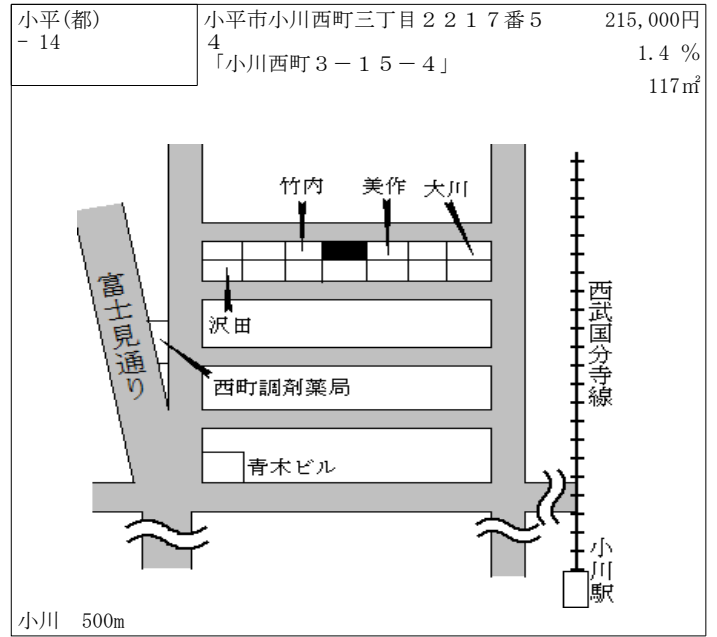 小平(都)
- 14
小平市小川西町三丁目２２１７番５
４
「小川西町３－１５－４」
215,000円
1.4 %
117㎡
竹内
美作
大川
沢田
富士見通り
西町調剤薬局
青木ビル
西武国分寺線
小川駅
小川 500m